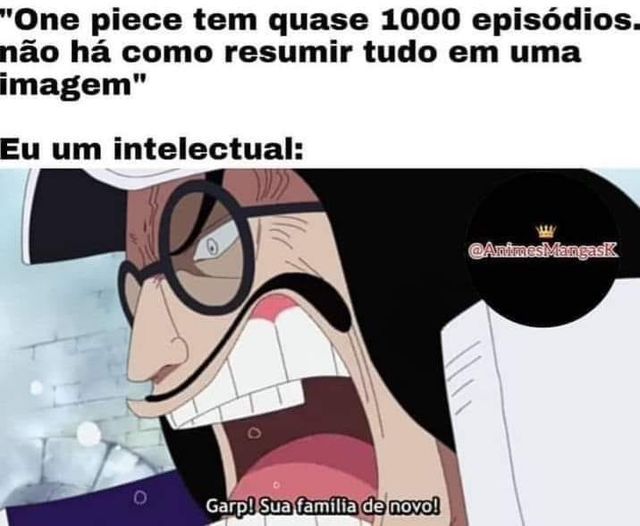 "One piece tem quase 1000 episódios.
não há como resumir tudo em uma
imagem"
Eu um intelectual:
@AnimesMangasK
Garp! Sua família de novo!